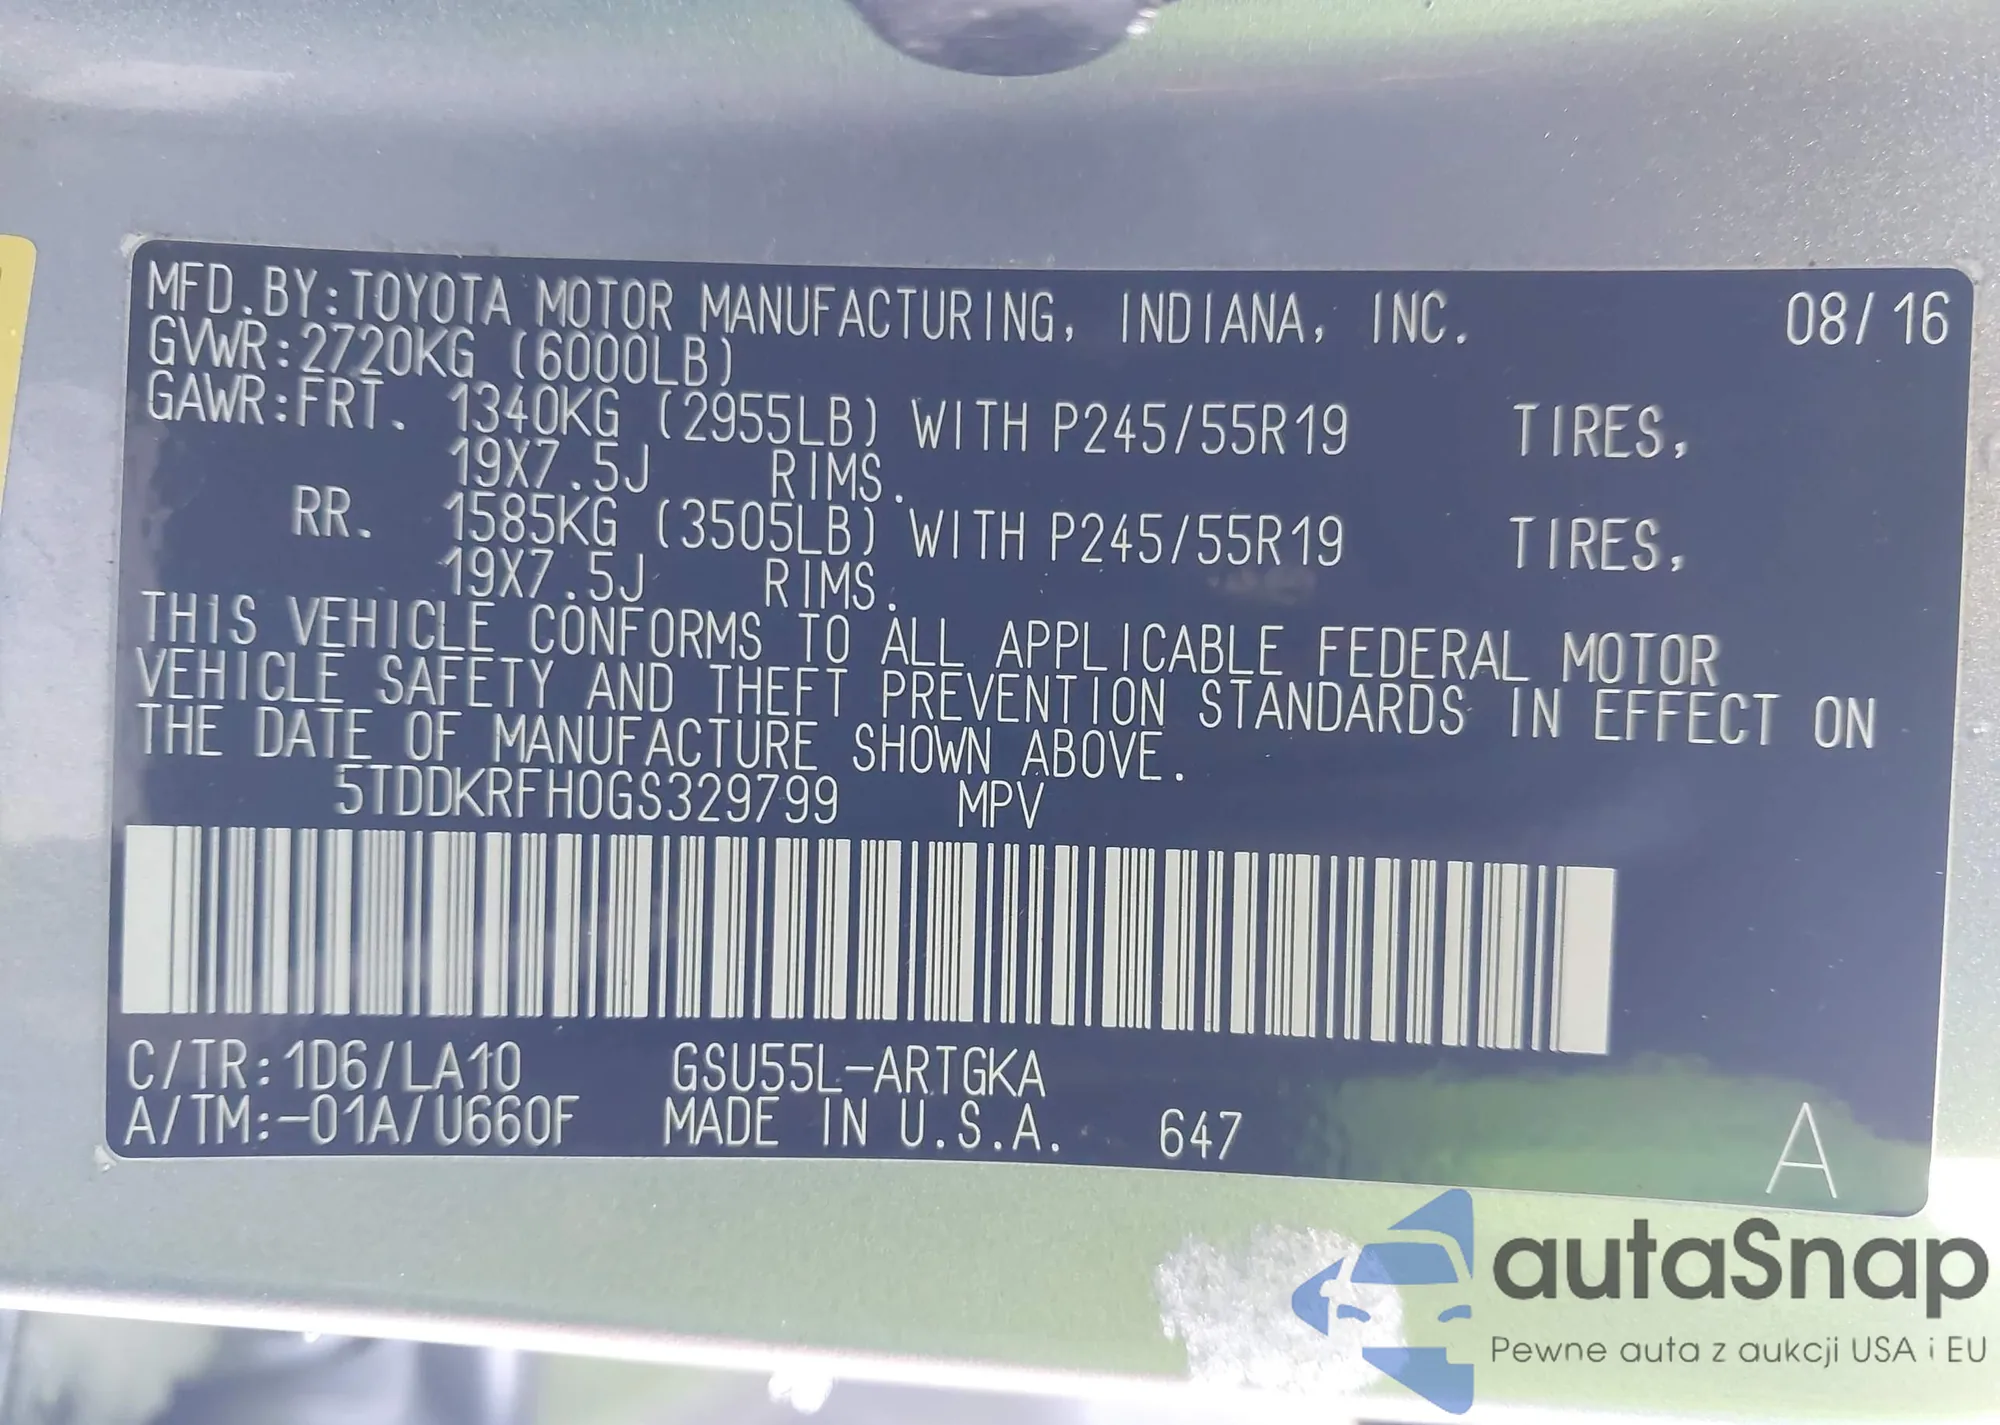 MFD.BY:TOYOTA MOTOR MANUFACTURING, INDIANA, INC. 08/16
GVWR:2720KG (6000LB)
GAWR:FRT. 1340KG (2955LB) WITH P245/55R19 TIRES,
19X7.5J RIMS.
RR. 1585KG (3505LB) WITH P245/55R19 TIRES,
19X7.5J RIMS.
THIS VEHICLE CONFORMS TO ALL APPLICABLE FEDERAL MOTOR
VEHICLE SAFETY AND THEFT PREVENTION STANDARDS IN EFFECT ON
THE DATE OF MANUFACTURE SHOWN ABOVE.
5TDDKRFH0GS329799 MPV
C/TR:1D6/LA10 GSU55L-ARTGKA
A/TM:-01A/U660F MADE IN U.S.A. 647 A
autaSnap
Pewne auta z aukcji USA i EU